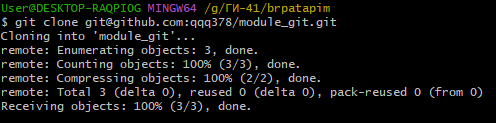 User@DESKTOP-RAQPIOG MINGW64 /g/ГИ-41/brpatapim
$ git clone git@github.com:qqq378/module_git.git
Cloning into 'module_git'...
remote: Enumerating objects: 3, done.
remote: Counting objects: 100% (3/3), done.
remote: Compressing objects: 100% (2/2), done.
remote: Total 3 (delta 0), reused 0 (delta 0), pack-reused 0 (from 0)
Receiving objects: 100% (3/3), done.